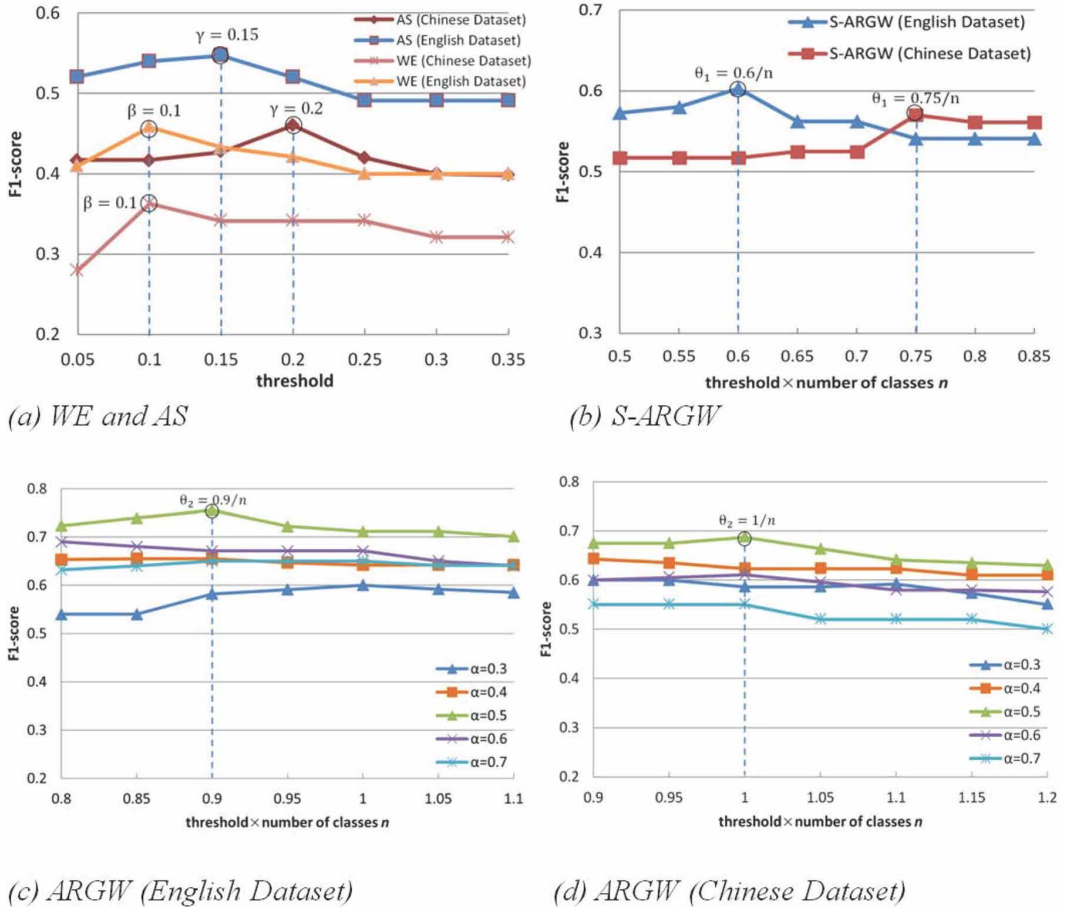 0.6
0.5
0.4
0.3
0.2
F1-score
γ = 0.15
β = 0.1
γ = 0.2
β = 0.1
AS (Chinese Dataset)
AS (English Dataset)
WE (Chinese Dataset)
WE (English Dataset)
0.05 0.1 0.15 0.2 0.25 0.3 0.35
threshold
(a) WE and AS
0.7
0.6
0.5
0.4
0.3
F1-score
S-ARGW (English Dataset)
S-ARGW (Chinese Dataset)
θ₁ = 0.6/n
θ₁ = 0.75/n
0.5 0.55 0.6 0.65 0.7 0.75 0.8 0.85
threshold×number of classes n
(b) S-ARGW
0.8
0.7
0.6
0.5
0.4
0.3
0.2
F1-score
θ₂ = 0.9/n
α=0.3
α=0.4
α=0.5
α=0.6
α=0.7
0.8 0.85 0.9 0.95 1 1.05 1.1
threshold×number of classes n
(c) ARGW (English Dataset)
0.8
0.7
0.6
0.5
0.4
0.3
0.2
F1-score
θ₂ = 1/n
α=0.3
α=0.4
α=0.5
α=0.6
α=0.7
0.9 0.95 1 1.05 1.1 1.15 1.2
threshold×number of classes n
(d) ARGW (Chinese Dataset)